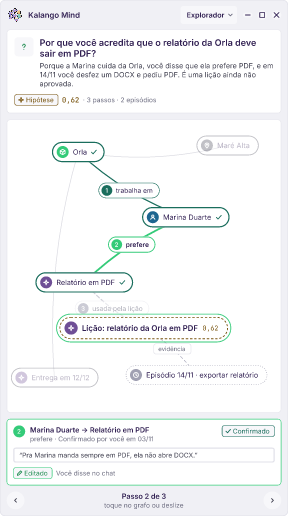 Kalango Mind
Explorador
?
Por que você acredita que o relatório da Orla deve
sair em PDF?
Porque a Marina cuida da Orla, você disse que ela prefere PDF, e em
14/11 você desfez um DOCX e pediu PDF. É uma lição ainda não
aprovada.
Hipótese 0,62 · 3 passos · 2 episódios
Orla
Maré Alta
1 trabalha em
Marina Duarte
2 prefere
Relatório em PDF
3 usado pela lição
Lição: relatório da Orla em PDF 0,62
evidência
Entrega em 12/12
Episódio 14/11 · exportar relatório
2 Marina Duarte → Relatório em PDF
Confirmado
prefere · Confirmado por você em 03/11
"Pra Marina manda sempre em PDF, ela não abre DOCX."
Editado Você disse no chat
Passo 2 de 3
toque no grafo ou deslize